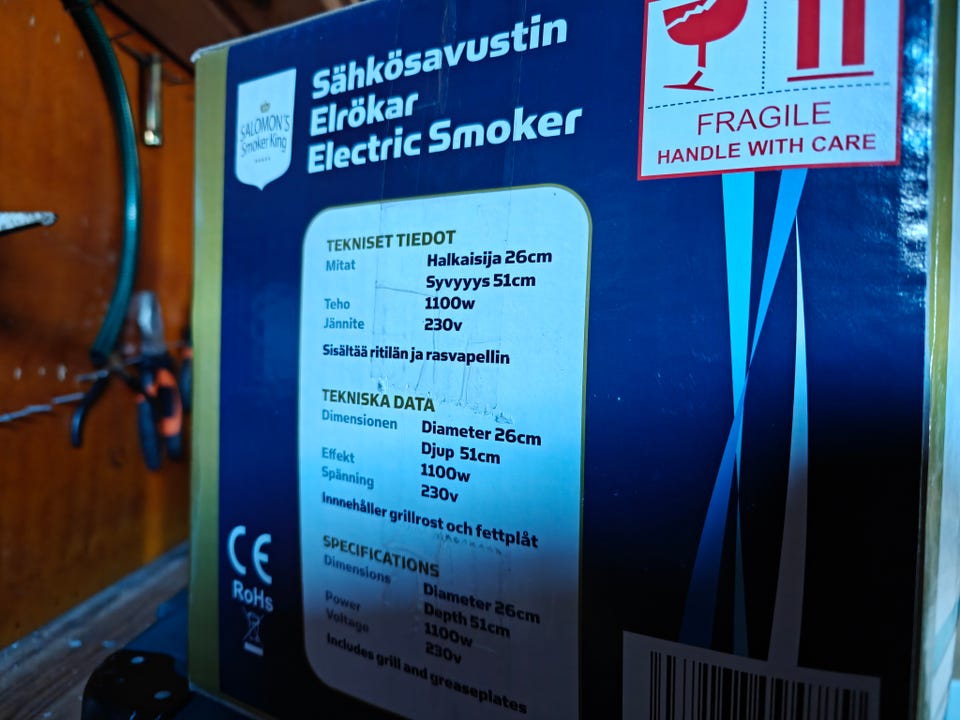 SALOMON'S
Smoker King
Sähkösavustin
Elrökar
Electric Smoker
FRAGILE
HANDLE WITH CARE
TEKNISET TIEDOT
Mitat Halkaisija 26cm
Syvyyys 51cm
Teho 1100w
Jännite 230v
Sisältää ritilän ja rasvapellin
TEKNISKA DATA
Dimensionen Diameter 26cm
Djup 51cm
Effekt 1100w
Spänning 230v
Innnehåller grillrost och fettplåt
SPECIFICATIONS
Dimensions Diameter 26cm
Depth 51cm
Power 1100w
Voltage 230v
Includes grill and greaseplates
CE
RoHs